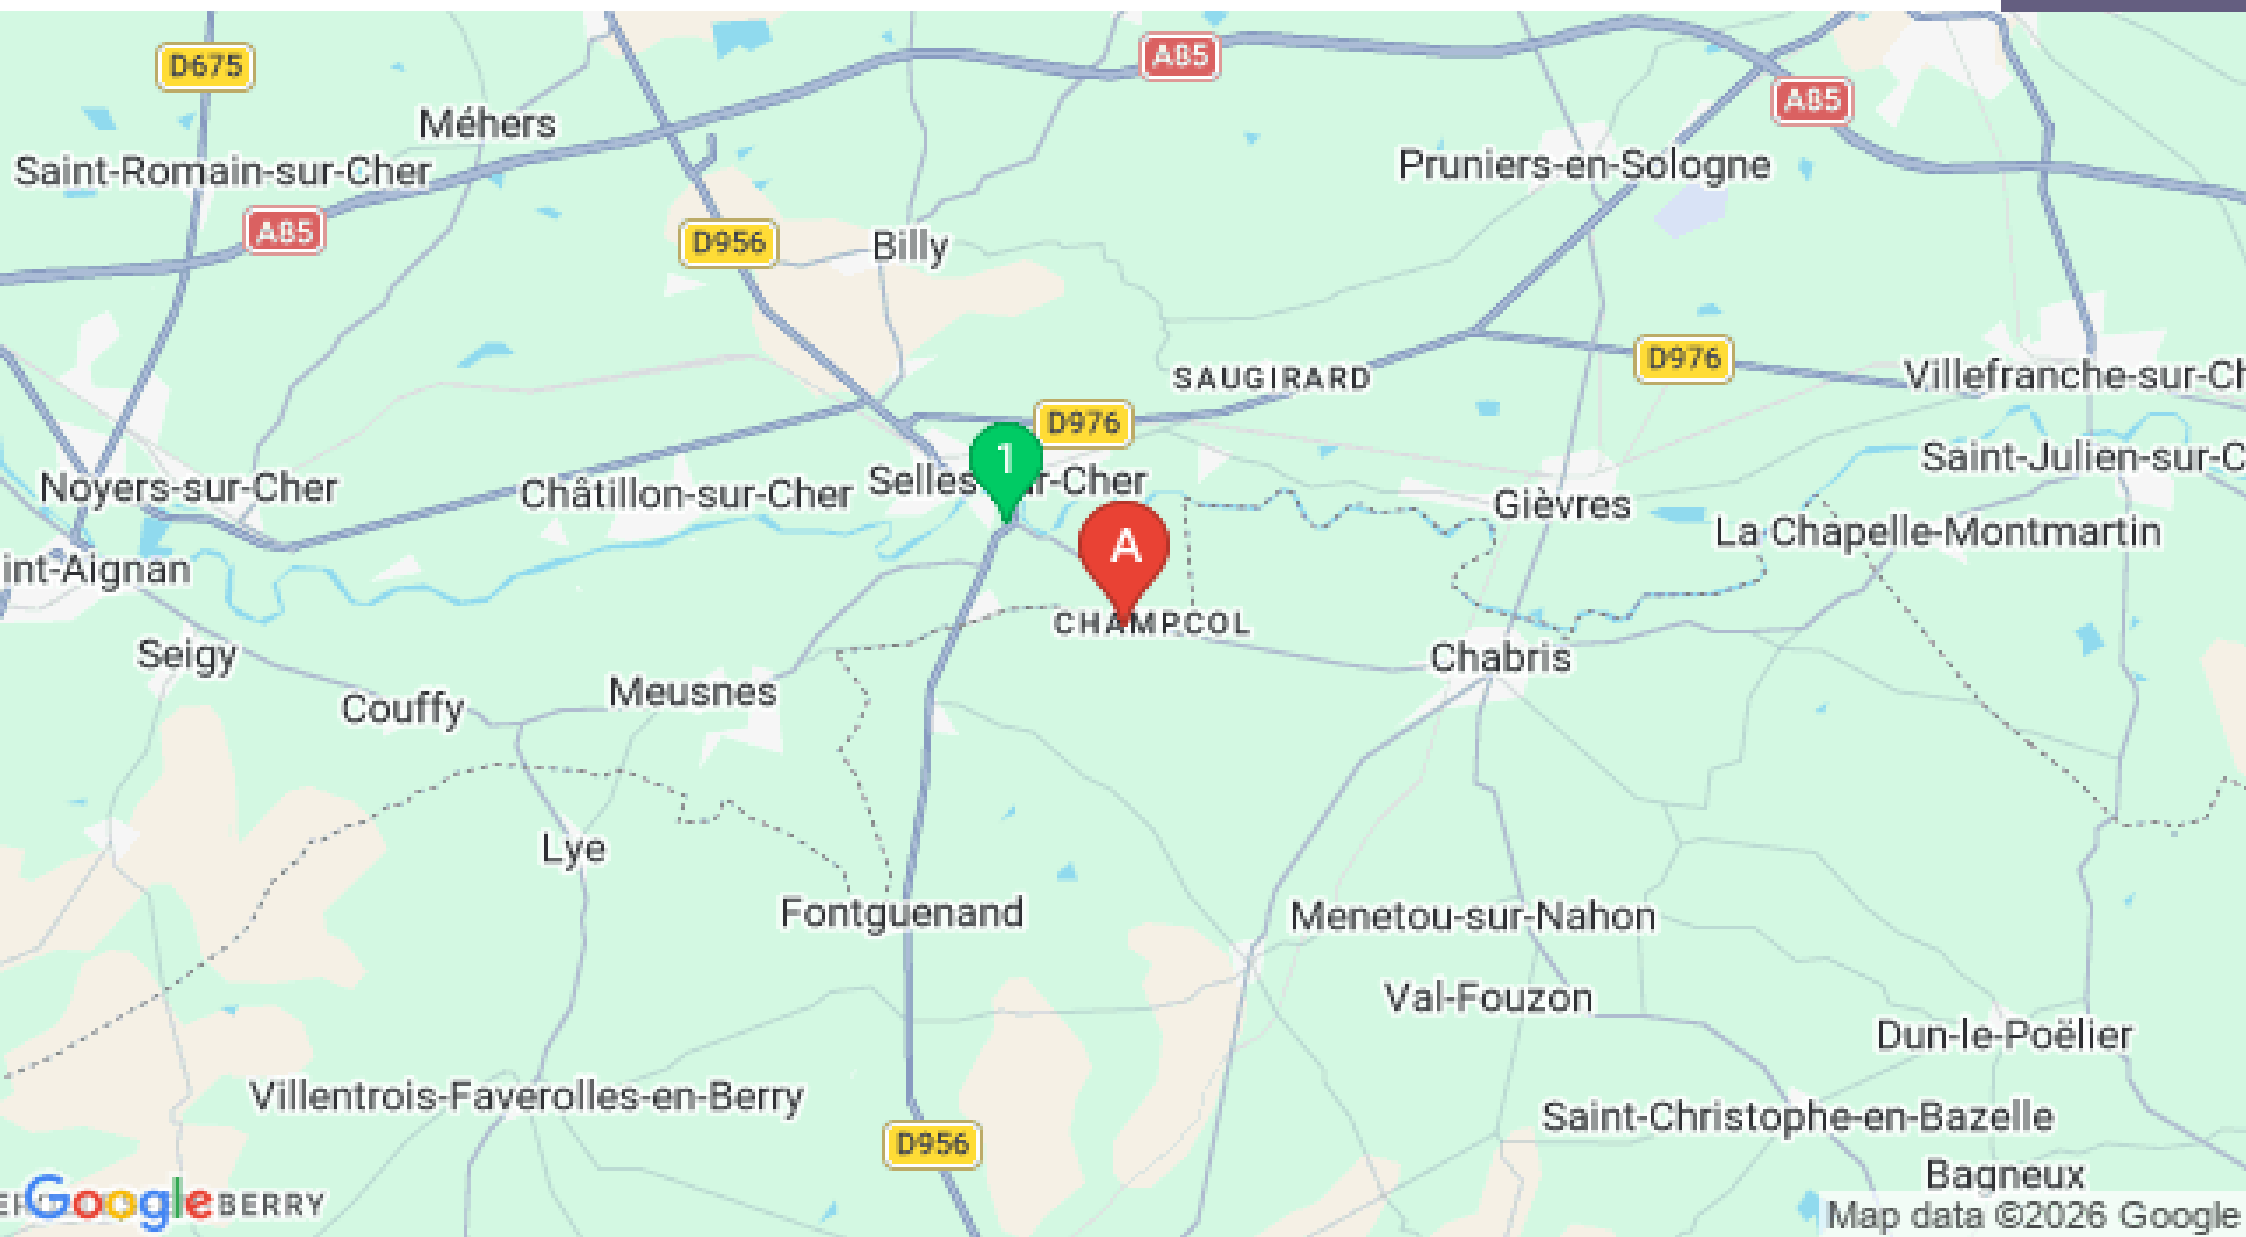 D675
A85
A85
Méhers
Saint-Romain-sur-Cher
Pruniers-en-Sologne
A85
D956
Billy
D976
SAUGIRARD
Villefranche-sur-Ch
D976
1
Saint-Julien-sur-C
Noyers-sur-Cher
Châtillon-sur-Cher
Gièvres
La Chapelle-Montmartin
A
int-Aignan
CHAMPCOL
Seigy
Chabris
Meusnes
Couffy
Lye
Fontguenand
Menetou-sur-Nahon
Val-Fouzon
Dun-le-Poëlier
Villentrois-Faverolles-en-Berry
Saint-Christophe-en-Bazelle
D956
Bagneux
Google
BERRY
Map data ©2026 Google